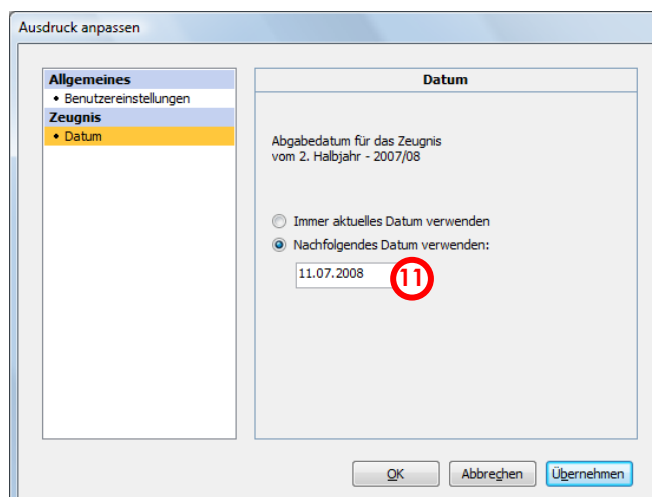 Ausdruck anpassen
Allgemeines
• Benutzereinstellungen
Zeugnis
• Datum
Datum
Abgabedatum für das Zeugnis
vom 2. Halbjahr - 2007/08
Immer aktuelles Datum verwenden
Nachfolgendes Datum verwenden:
11.07.2008
11
OK Abbrechen Übernehmen